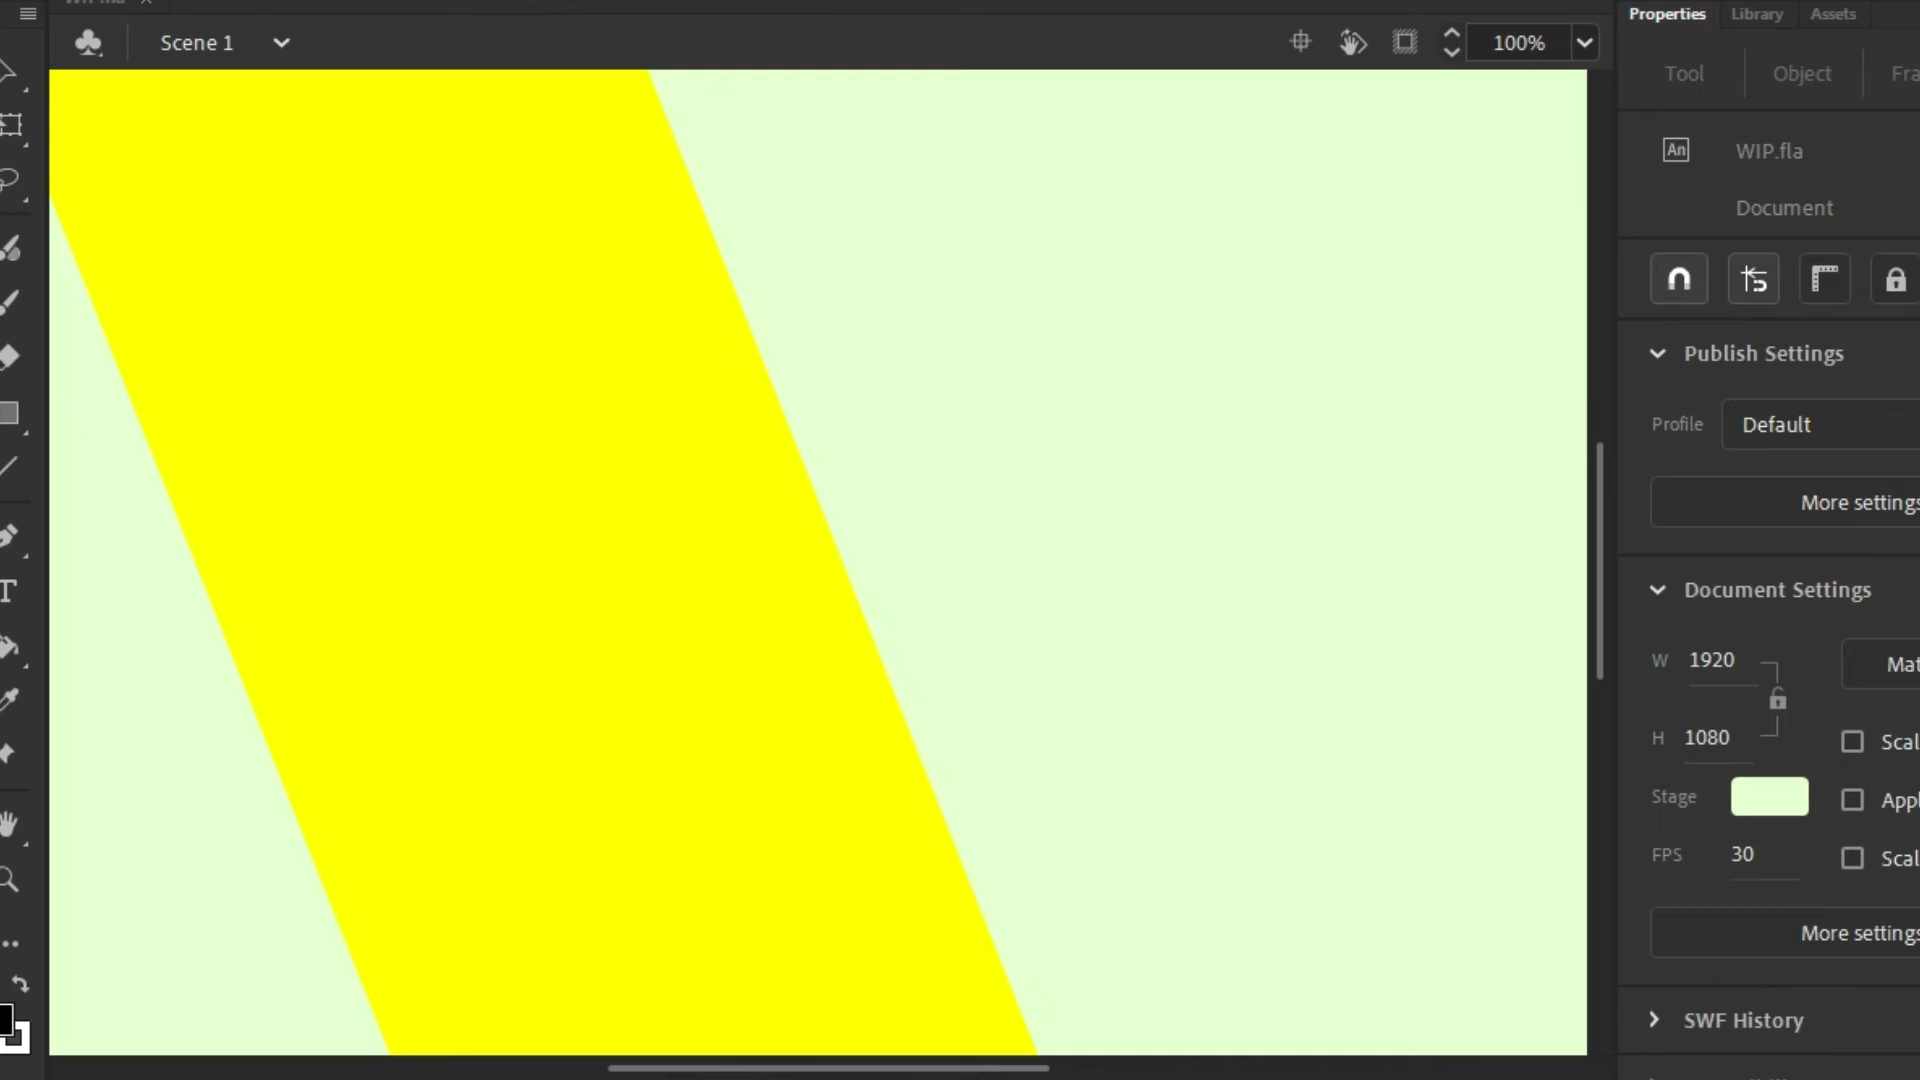 Scene 1
100%
Properties
Library
Assets
Tool
Object
An
WIP.fla
Document
Publish Settings
Profile
Default
More settings
Document Settings
W 1920
H 1080
Stage
FPS 30
More settings
SWF History